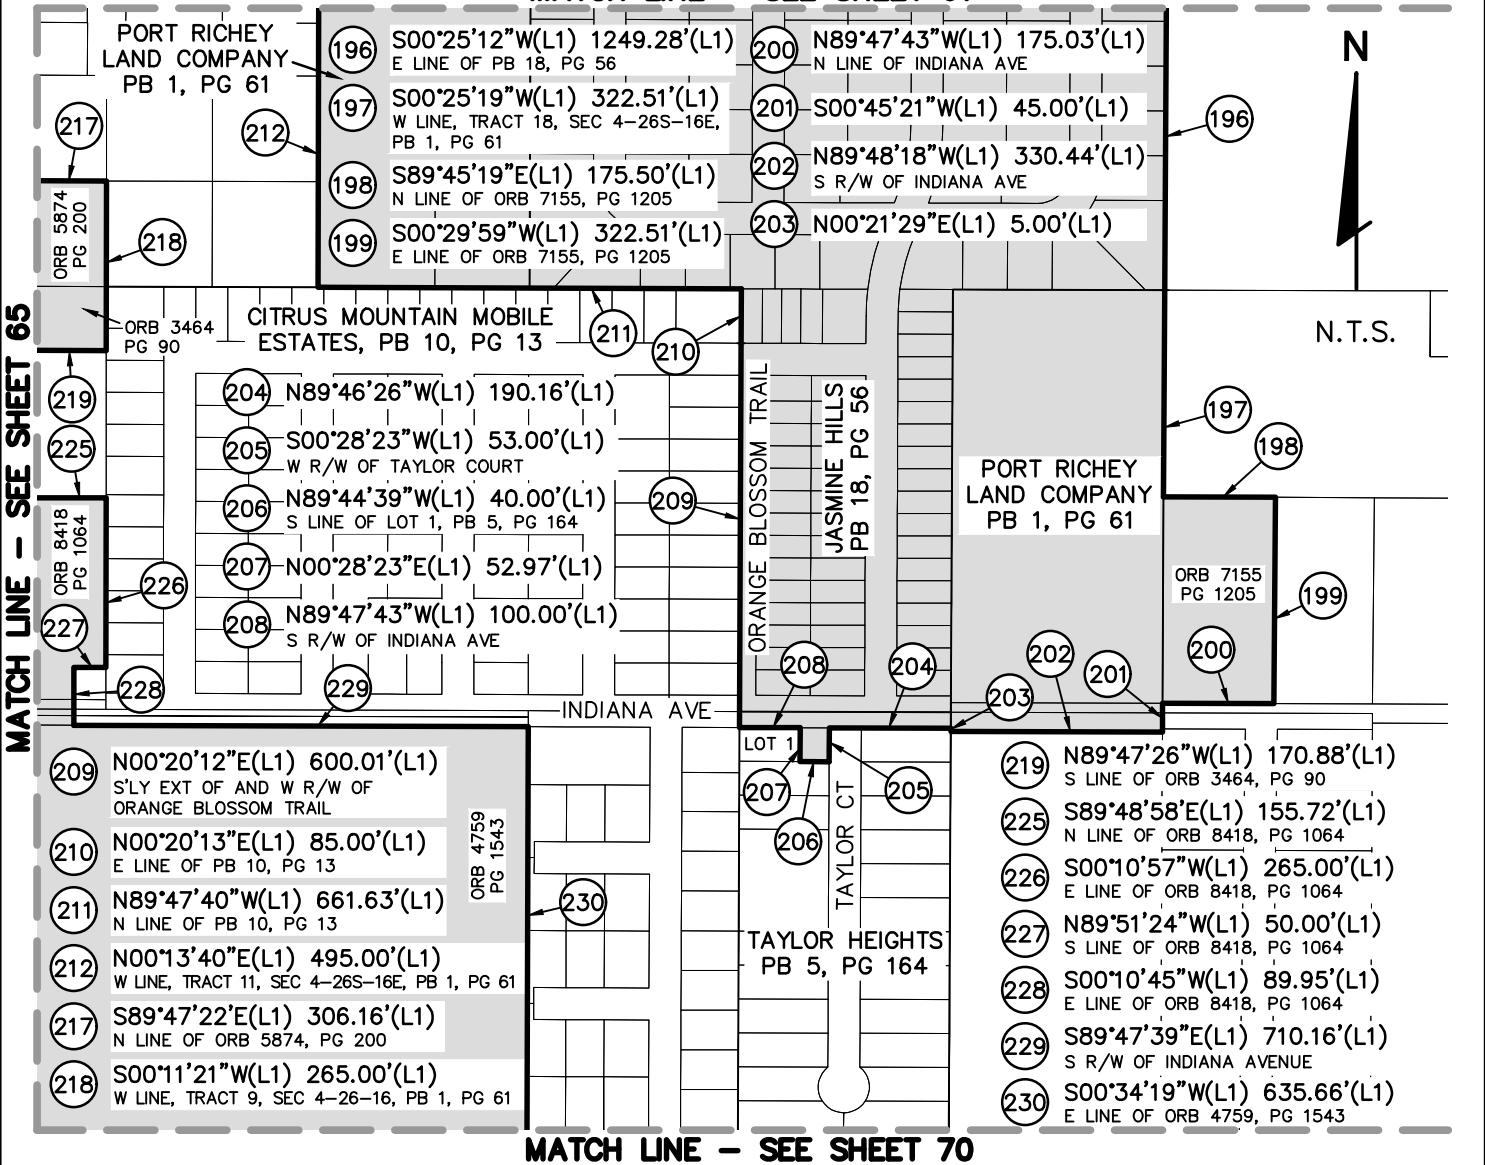 PORT RICHEY
LAND COMPANY
PB 1, PG 61
196 S00°25'12"W(L1) 1249.28'(L1)
E LINE OF PB 18, PG 56
197 S00°25'19"W(L1) 322.51'(L1)
W LINE, TRACT 18, SEC 4-26S-16E,
PB 1, PG 61
198 S89°45'19"E(L1) 175.50'(L1)
N LINE OF ORB 7155, PG 1205
199 S00°29'59"W(L1) 322.51'(L1)
E LINE OF ORB 7155, PG 1205
200 N89°47'43"W(L1) 175.03'(L1)
N LINE OF INDIANA AVE
201 S00°45'21"W(L1) 45.00'(L1)
202 N89°48'18"W(L1) 330.44'(L1)
S R/W OF INDIANA AVE
203 N00°21'29"E(L1) 5.00'(L1)
N
N.T.S.
196
212
217
218
ORB 5874
PG 200
ORB 3464
PG 90
219
225
MATCH LINE - SEE SHEET 65
CITRUS MOUNTAIN MOBILE
ESTATES, PB 10, PG 13
211
210
204 N89°46'26"W(L1) 190.16'(L1)
205 S00°28'23"W(L1) 53.00'(L1)
W R/W OF TAYLOR COURT
206 N89°44'39"W(L1) 40.00'(L1)
S LINE OF LOT 1, PB 5, PG 164
207 N00°28'23"E(L1) 52.97'(L1)
208 N89°47'43"W(L1) 100.00'(L1)
S R/W OF INDIANA AVE
209
ORANGE BLOSSOM TRAIL
JASMINE HILLS
PB 18, PG 56
PORT RICHEY
LAND COMPANY
PB 1, PG 61
197
198
ORB 7155
PG 1205
199
200
201
202
203
204
208
ORB 8418
PG 1064
226
227
228
229
INDIANA AVE
LOT 1
207
206
205
TAYLOR CT
TAYLOR HEIGHTS
PB 5, PG 164
209 N00°20'12"E(L1) 600.01'(L1)
S'LY EXT OF AND W R/W OF
ORANGE BLOSSOM TRAIL
210 N00°20'13"E(L1) 85.00'(L1)
E LINE OF PB 10, PG 13
211 N89°47'40"W(L1) 661.63'(L1)
N LINE OF PB 10, PG 13
212 N00°13'40"E(L1) 495.00'(L1)
W LINE, TRACT 11, SEC 4-26S-16E, PB 1, PG 61
217 S89°47'22'E(L1) 306.16'(L1)
N LINE OF ORB 5874, PG 200
218 S00°11'21"W(L1) 265.00'(L1)
W LINE, TRACT 9, SEC 4-26-16, PB 1, PG 61
ORB 4759
PG 1543
230
219 N89°47'26"W(L1) 170.88'(L1)
S LINE OF ORB 3464, PG 90
225 S89°48'58'E(L1) 155.72'(L1)
N LINE OF ORB 8418, PG 1064
226 S00°10'57"W(L1) 265.00'(L1)
E LINE OF ORB 8418, PG 1064
227 N89°51'24"W(L1) 50.00'(L1)
S LINE OF ORB 8418, PG 1064
228 S00°10'45"W(L1) 89.95'(L1)
E LINE OF ORB 8418, PG 1064
229 S89°47'39"E(L1) 710.16'(L1)
S R/W OF INDIANA AVENUE
230 S00°34'19"W(L1) 635.66'(L1)
E LINE OF ORB 4759, PG 1543
MATCH LINE - SEE SHEET 70